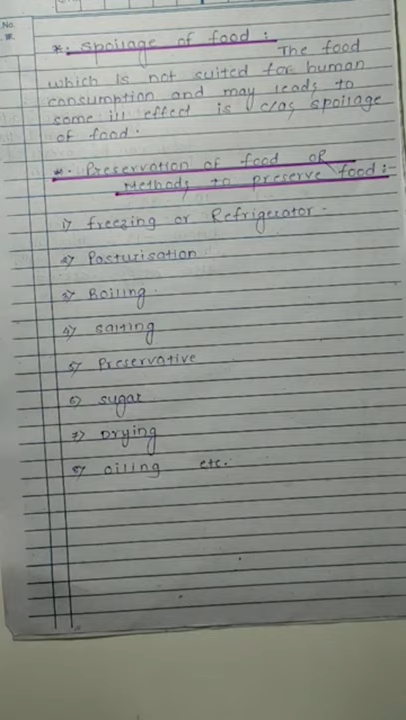 No.
*. Spoilage of food :
The food
which is not suited for human
consumption and may leads to
some ill effect is c/as spoilage
of food.
*. Preservation of food OR
Methods to preserve food :-
1) freezing or Refrigerator.
2) Pasturisation
3) Boiling.
4) salting
5) Preservative
6) sugar
7) Drying
8) oiling etc.